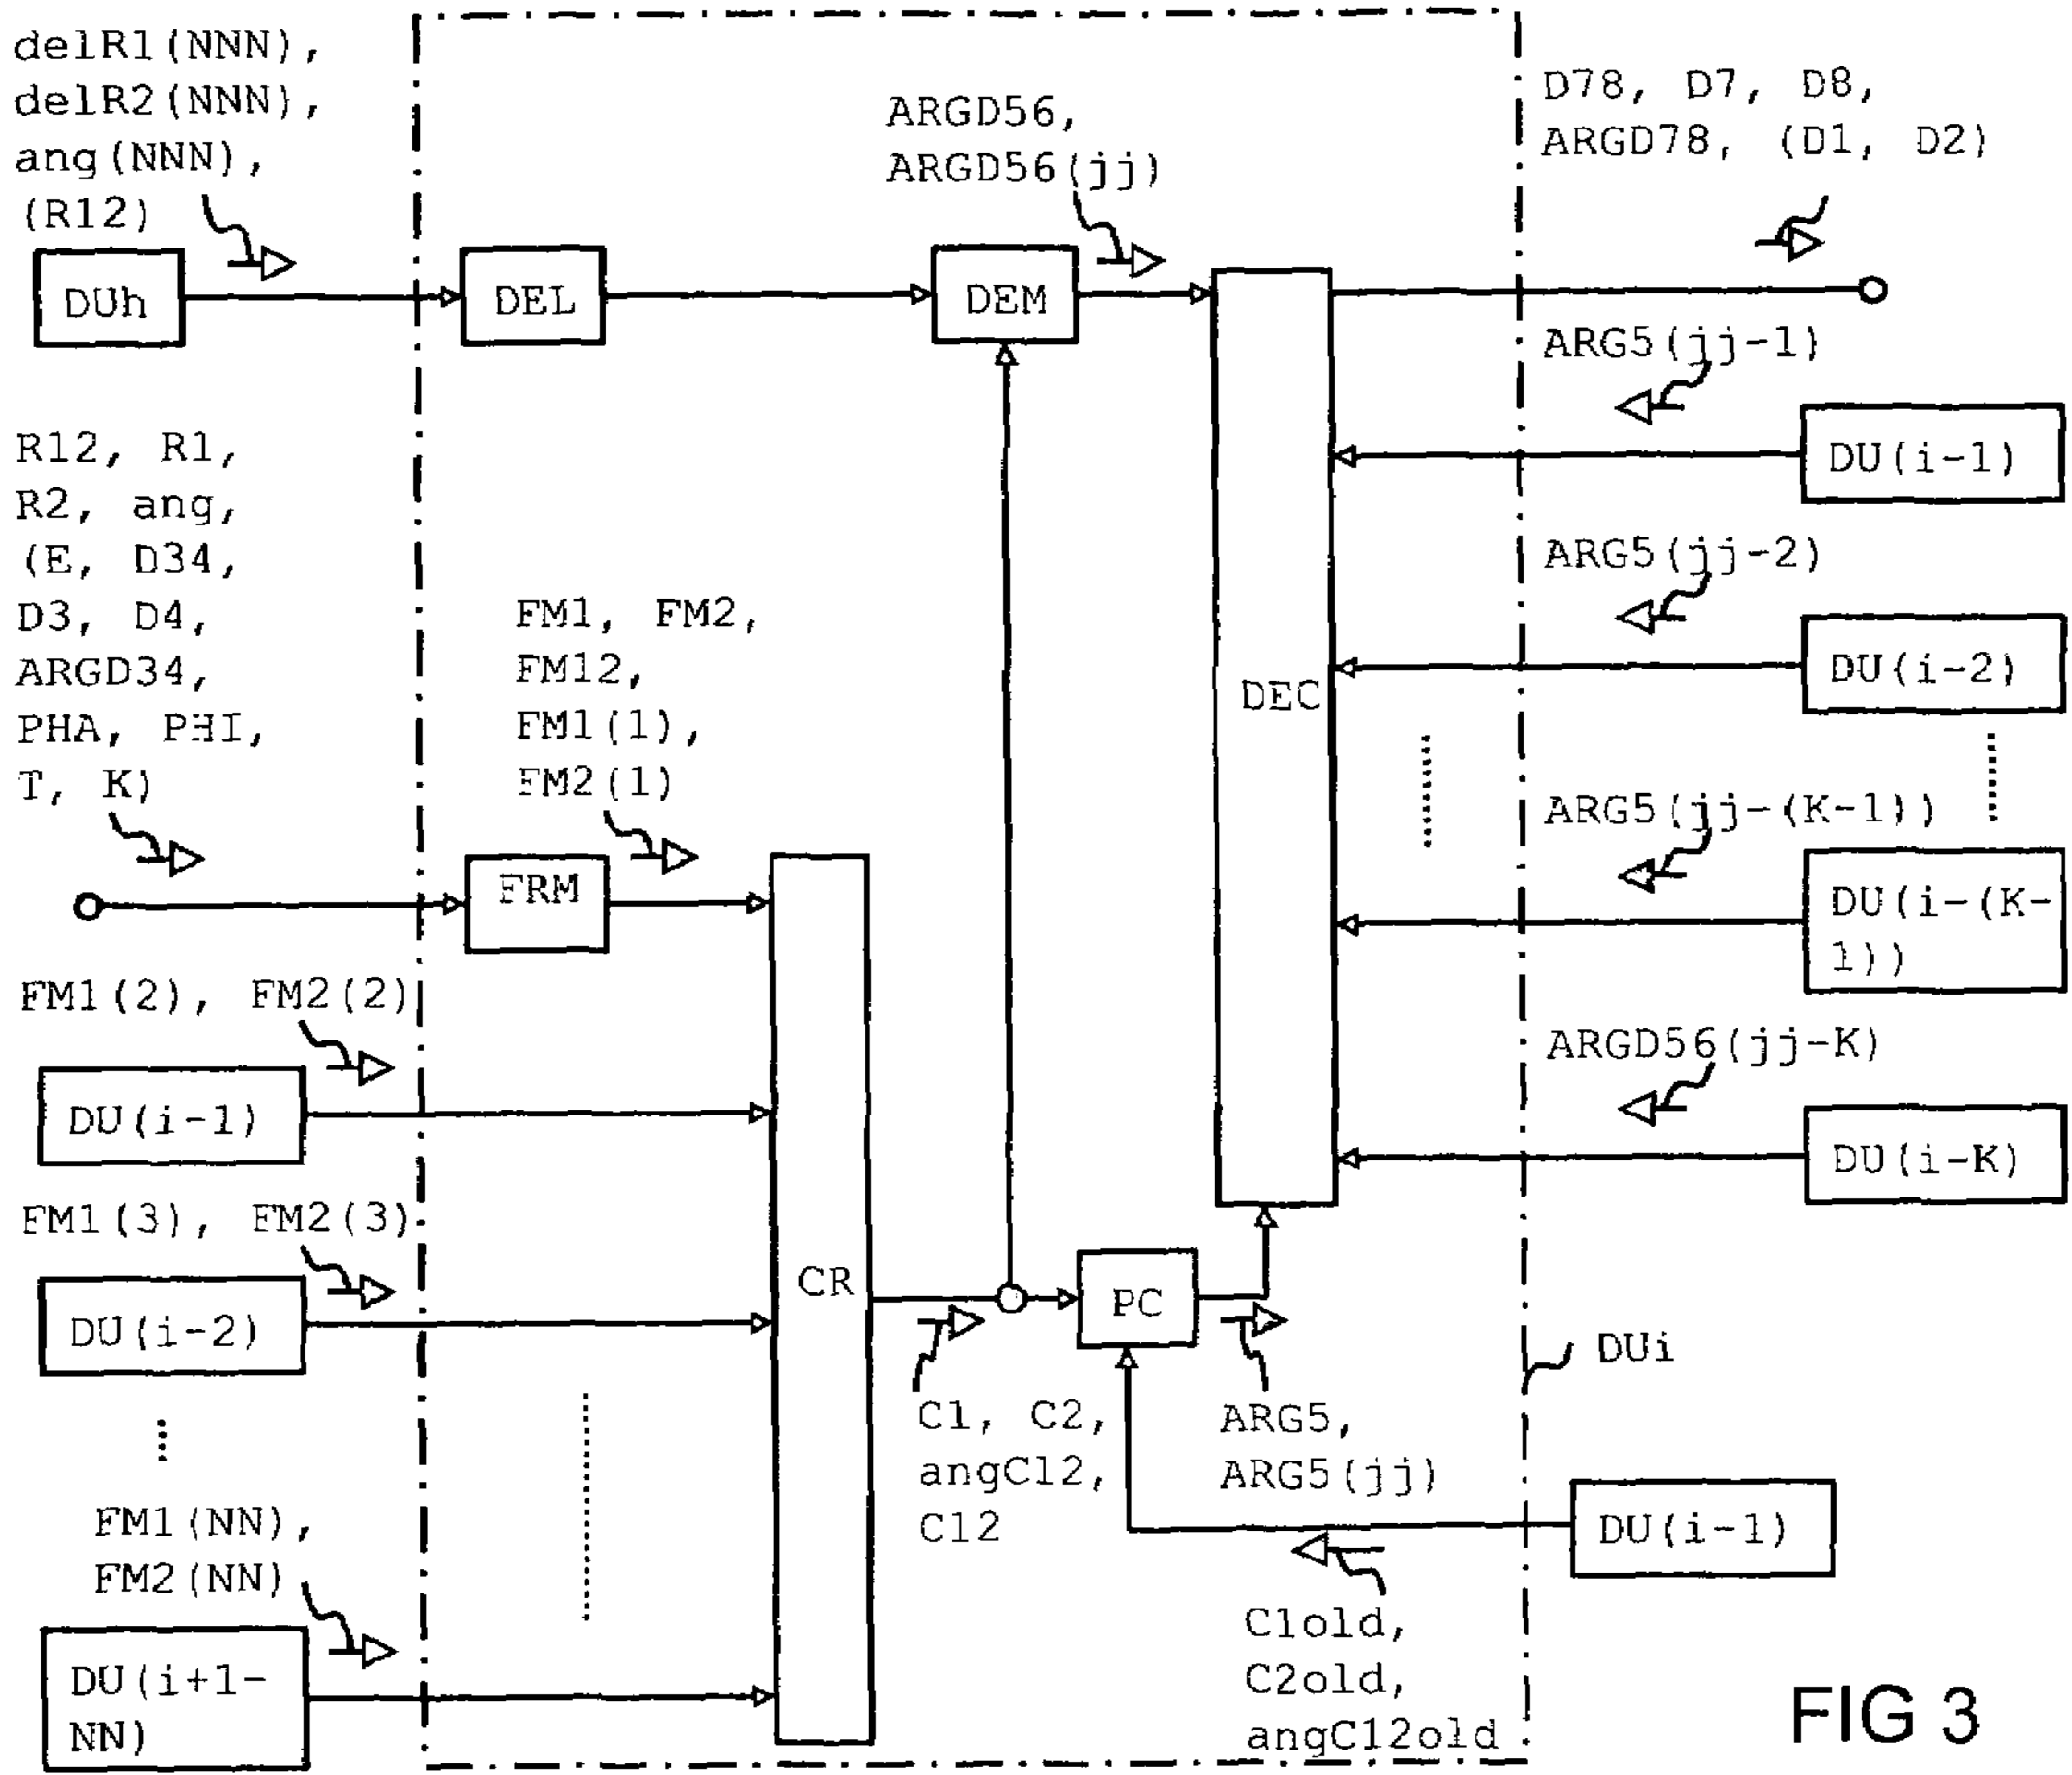 delR1(NNN),
delR2(NNN),
ang(NNN),
(R12)
DUh
DEL
ARGD56,
ARGD56(jj)
DEM
D78, D7, D8,
ARGD78, (D1, D2)
ARG5(jj-1)
DU(i-1)
ARG5(jj-2)
DU(i-2)
DEC
ARG5(jj-(K-1))
DU(i-(K-
1))
ARGD56(jj-K)
DU(i-K)
R12, R1,
R2, ang,
(E, D34,
D3, D4,
ARGD34,
PHA, PHI,
T, K)
FM1, FM2,
FM12,
FM1(1),
FM2(1)
FRM
FM1(2), FM2(2)
DU(i-1)
FM1(3), FM2(3)
DU(i-2)
FM1(NN),
FM2(NN)
DU(i+1-
NN)
CR
PC
C1, C2,
angC12,
C12
ARG5,
ARG5(jj)
DUi
DU(i-1)
C1old,
C2old,
angC12old
FIG 3